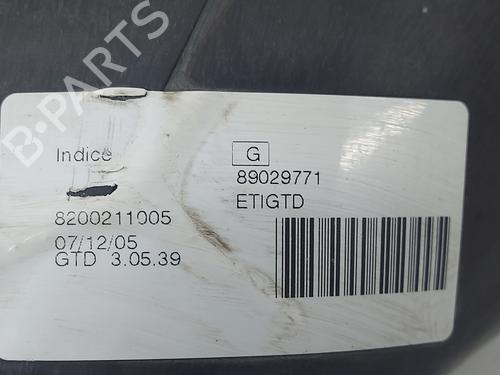 B-PARTS
Indice
G
89029771
ETIGTD
8200211005
07/12/05
GTD 3.05.39